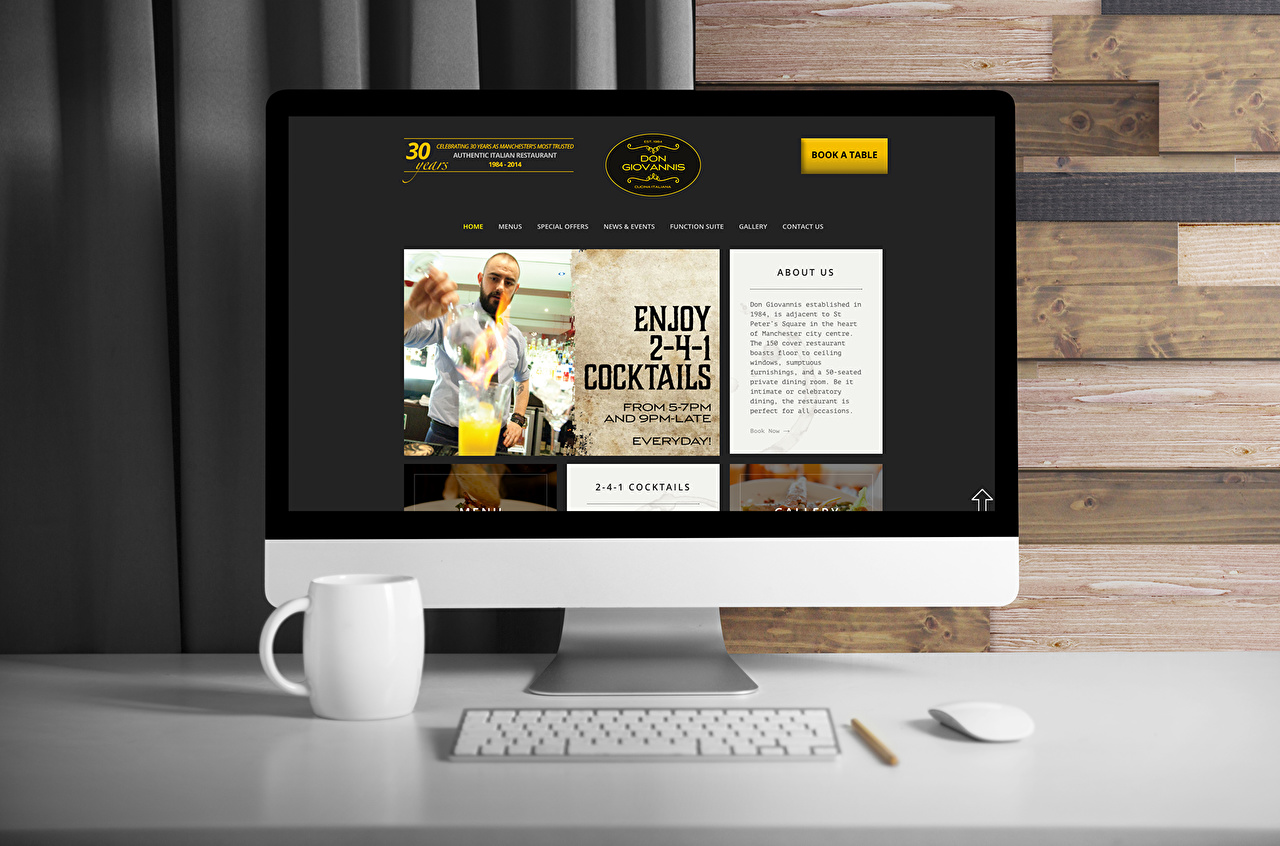 30 years
CELEBRATING 30 YEARS AS MANCHESTER'S MOST TRUSTED
AUTHENTIC ITALIAN RESTAURANT
1984 - 2014
EST. 1984
DON
GIOVANNIS
CUCINA ITALIANA
BOOK A TABLE
HOME MENUS SPECIAL OFFERS NEWS & EVENTS FUNCTION SUITE GALLERY CONTACT US
ENJOY
2-4-1
COCKTAILS
FROM 5-7PM
AND 9PM-LATE
EVERYDAY!
ABOUT US
Don Giovannis established in
1984, is adjacent to St
Peter's Square in the heart
of Manchester city centre.
The 150 cover restaurant
boasts floor to ceiling
windows, sumptuous
furnishings, and a 50-seated
private dining room. Be it
intimate or celebratory
dining, the restaurant is
perfect for all occasions.
Book Now →
MENU
2-4-1 COCKTAILS
GALLERY